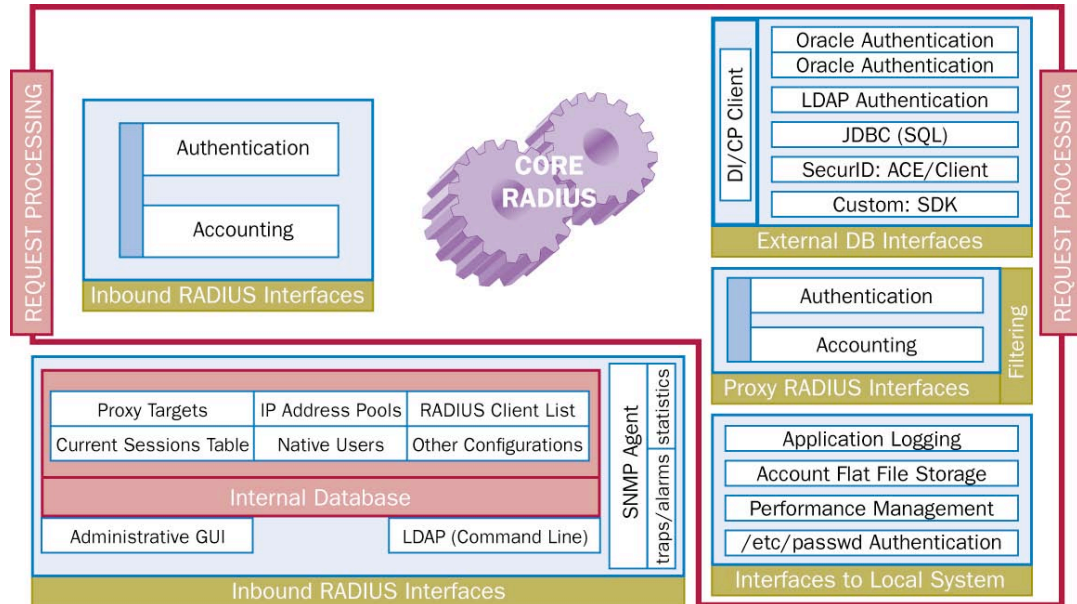 REQUEST PROCESSING
Authentication
Accounting
Inbound RADIUS Interfaces
CORE
RADIUS
DI/CP Client
Oracle Authentication
Oracle Authentication
LDAP Authentication
JDBC (SQL)
SecurID: ACE/Client
Custom: SDK
External DB Interfaces
REQUEST PROCESSING
Authentication
Accounting
Filtering
Proxy RADIUS Interfaces
Proxy Targets
IP Address Pools
RADIUS Client List
Current Sessions Table
Native Users
Other Configurations
Internal Database
Administrative GUI
LDAP (Command Line)
SNMP Agent
statistics
traps/alarms
Inbound RADIUS Interfaces
Application Logging
Account Flat File Storage
Performance Management
/etc/passwd Authentication
Interfaces to Local System